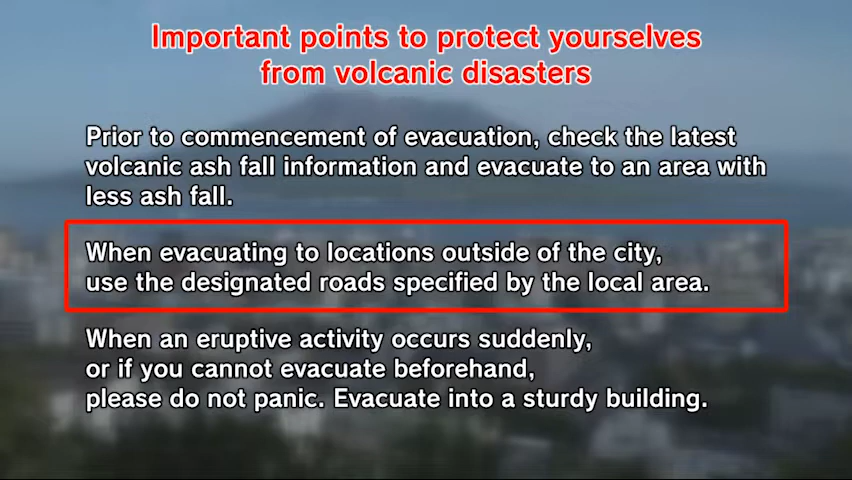 Important points to protect yourselves
from volcanic disasters
Prior to commencement of evacuation, check the latest
volcanic ash fall information and evacuate to an area with
less ash fall.
When evacuating to locations outside of the city,
use the designated roads specified by the local area.
When an eruptive activity occurs suddenly,
or if you cannot evacuate beforehand,
please do not panic. Evacuate into a sturdy building.